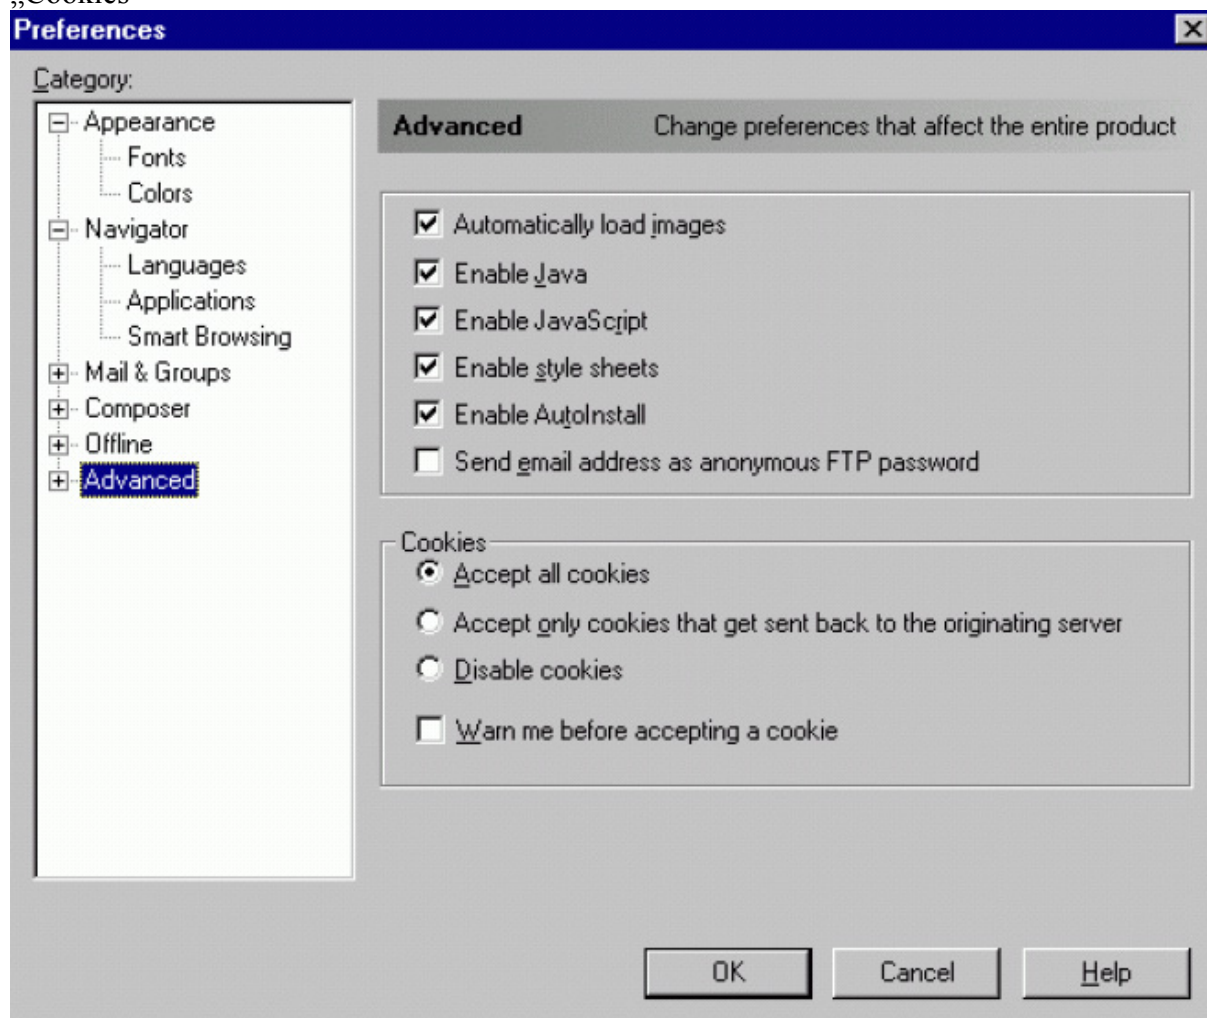 „Cookies“
Preferences
Category:
Appearance
Fonts
Colors
Navigator
Languages
Applications
Smart Browsing
Mail & Groups
Composer
Offline
Advanced
Advanced Change preferences that affect the entire product
Automatically load images
Enable Java
Enable JavaScript
Enable style sheets
Enable AutoInstall
Send email address as anonymous FTP password
Cookies
Accept all cookies
Accept only cookies that get sent back to the originating server
Disable cookies
Warn me before accepting a cookie
OK Cancel Help